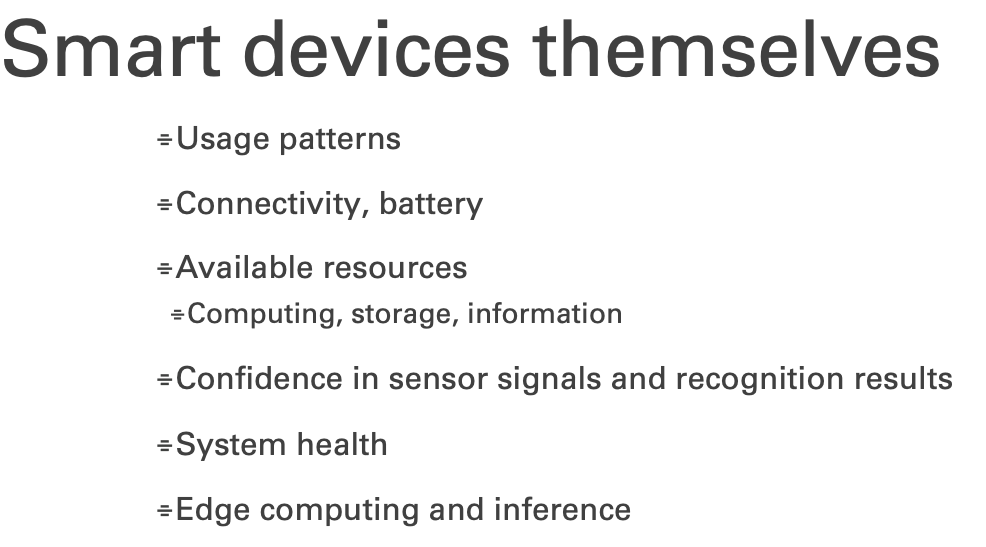 Smart devices themselves
Usage patterns
Connectivity, battery
Available resources
Computing, storage, information
Confidence in sensor signals and recognition results
System health
Edge computing and inference